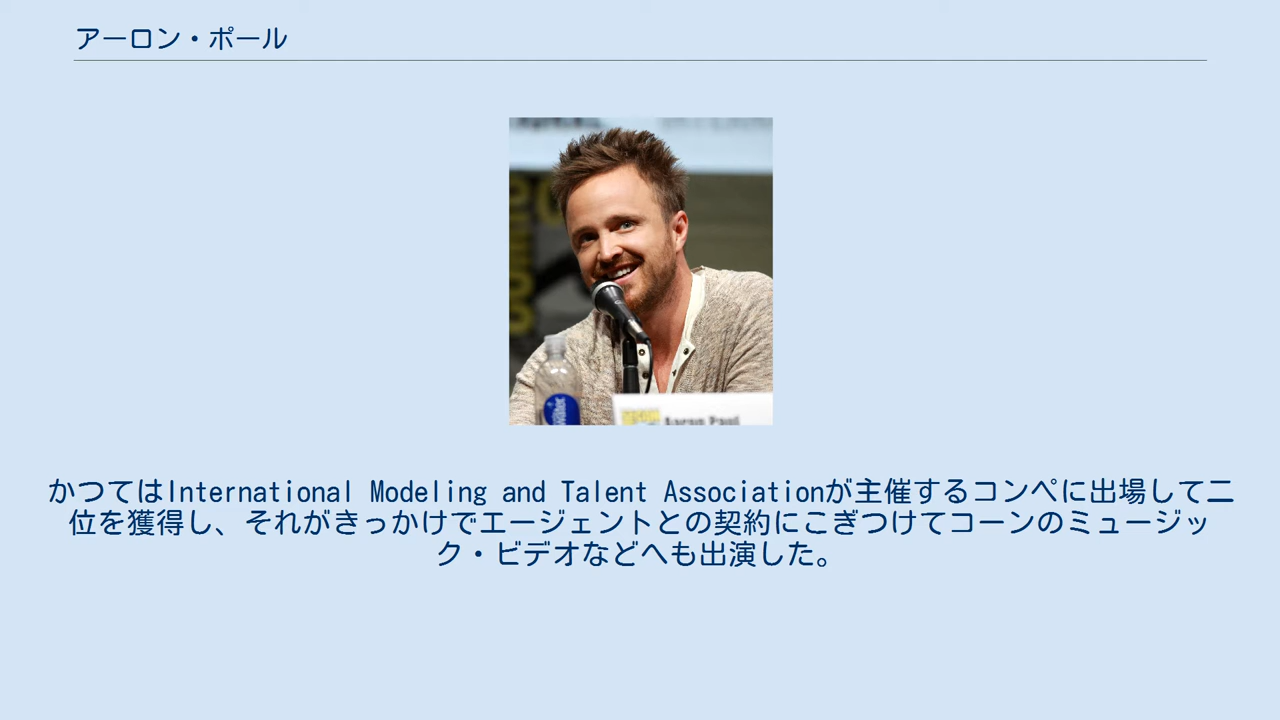 アーロン・ポール
water
Aaron Paul
かつてはInternational Modeling and Talent Associationが主催するコンペに出場して二
位を獲得し、それがきっかけでエージェントとの契約にこぎつけてコーンのミュージッ
ク・ビデオなどへも出演した。